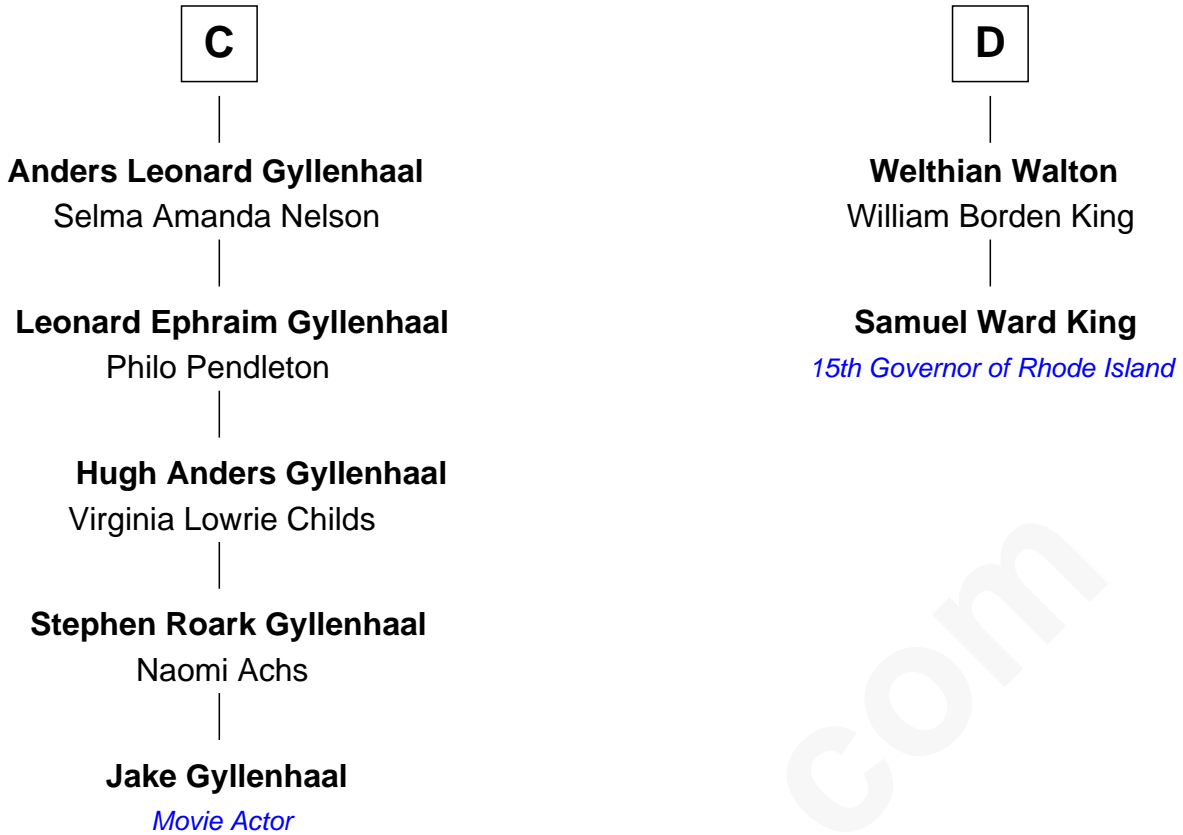 C
Anders Leonard Gyllenhaal
Selma Amanda Nelson
Leonard Ephraim Gyllenhaal
Philo Pendleton
Hugh Anders Gyllenhaal
Virginia Lowrie Childs
Stephen Roark Gyllenhaal
Naomi Achs
Jake Gyllenhaal
Movie Actor
D
Welthian Walton
William Borden King
Samuel Ward King
15th Governor of Rhode Island
com